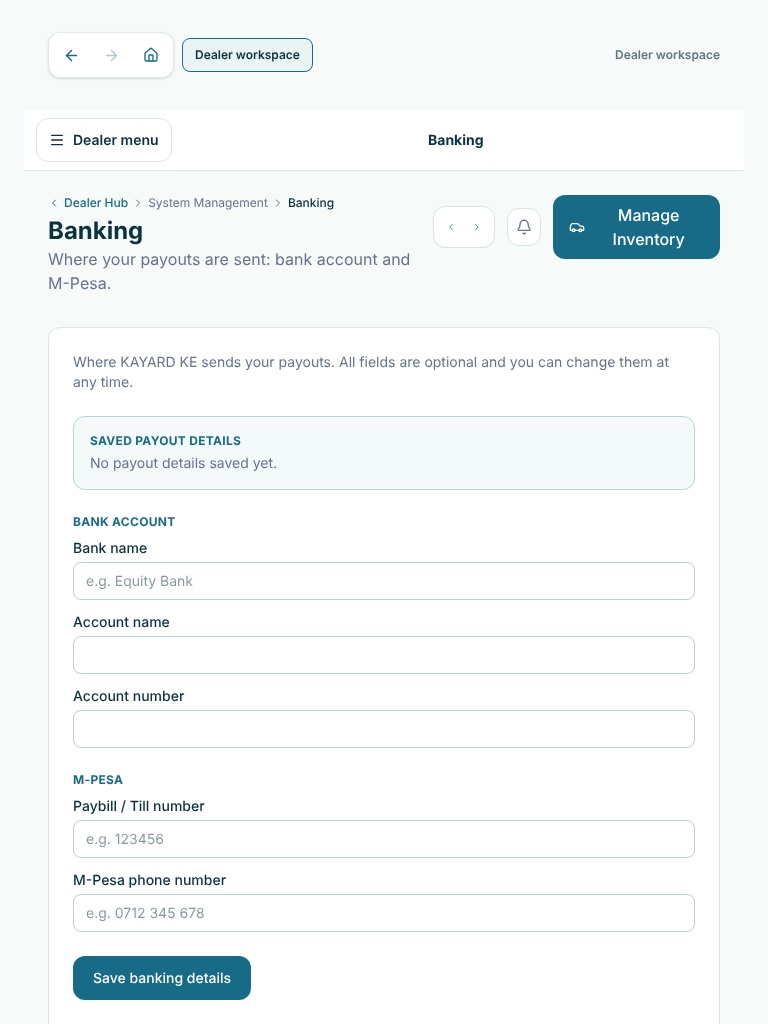 Dealer workspace
Dealer workspace
Dealer menu
Banking
Dealer Hub
System Management
Banking
Banking
Where your payouts are sent: bank account and
M-Pesa.
Manage
Inventory
Where KAYARD KE sends your payouts. All fields are optional and you can change them at
any time.
SAVED PAYOUT DETAILS
No payout details saved yet.
BANK ACCOUNT
Bank name
e.g. Equity Bank
Account name
Account number
M-PESA
Paybill / Till number
e.g. 123456
M-Pesa phone number
e.g. 0712 345 678
Save banking details